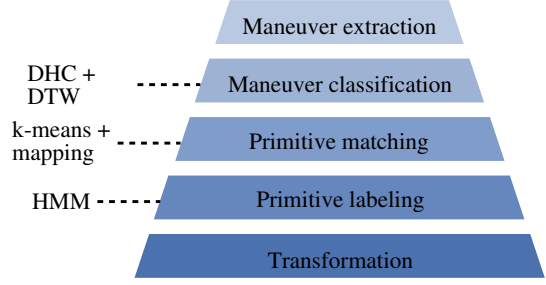 Maneuver extraction
DHC +
DTW
Maneuver classification
k-means +
mapping
Primitive matching
HMM
Primitive labeling
Transformation